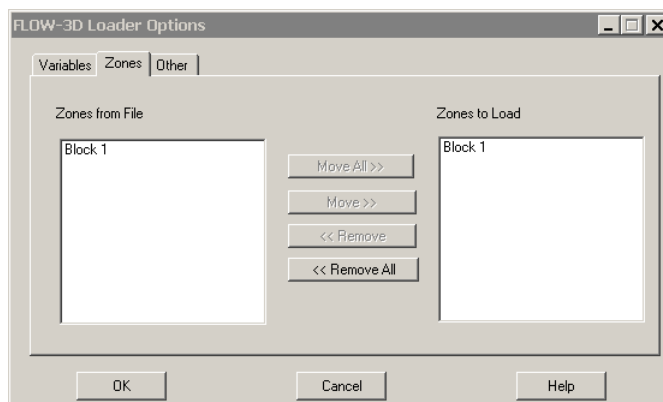 FLOW-3D Loader Options
Variables Zones Other
Zones from File
Zones to Load
Block 1
Block 1
Move All >>
Move >>
<< Remove
<< Remove All
OK
Cancel
Help